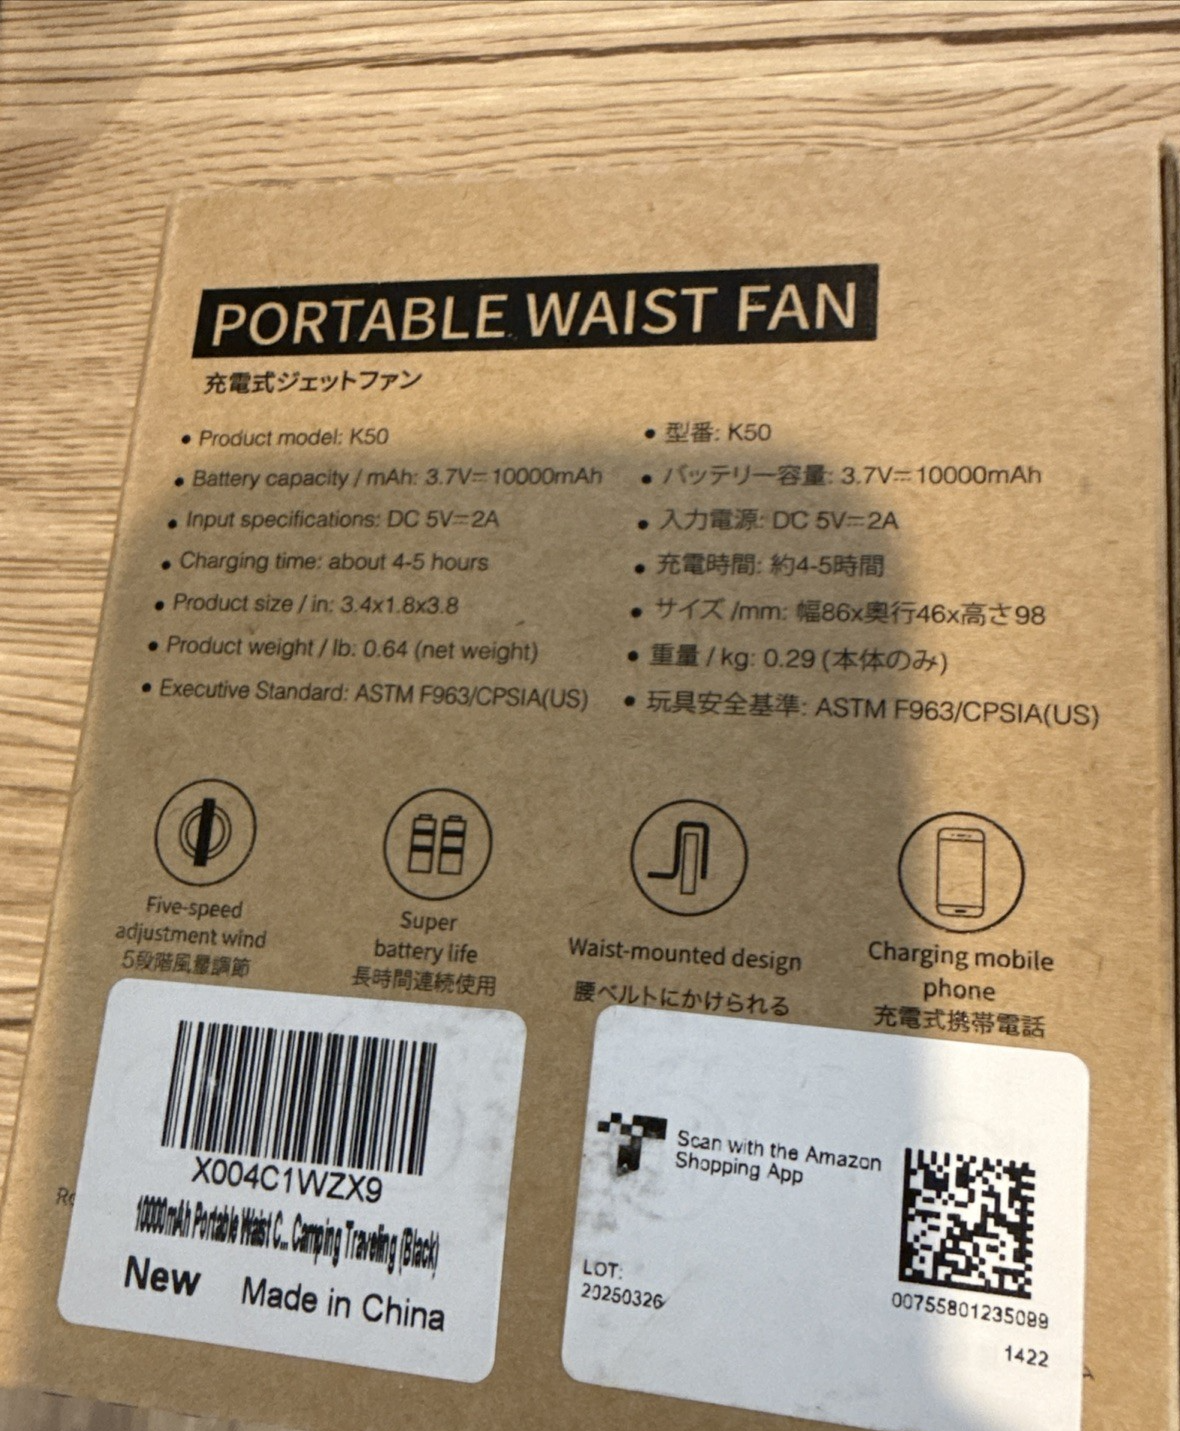 PORTABLE WAIST FAN
充電式ジェットファン
• Product model: K50
• Battery capacity / mAh: 3.7V⎓10000mAh
• Input specifications: DC 5V⎓2A
• Charging time: about 4-5 hours
• Product size / in: 3.4x1.8x3.8
• Product weight / lb: 0.64 (net weight)
• Executive Standard: ASTM F963/CPSIA(US)
• 型番: K50
• バッテリー容量: 3.7V⎓10000mAh
• 入力電源: DC 5V⎓2A
• 充電時間: 約4-5時間
• サイズ /mm: 幅86x奥行46x高さ98
• 重量 / kg: 0.29 (本体のみ)
• 玩具安全基準: ASTM F963/CPSIA(US)
Five-speed
adjustment wind
5段階風量調節
Super
battery life
長時間連続使用
Waist-mounted design
腰ベルトにかけられる
Charging mobile
phone
充電式携帯電話
X004C1WZX9
10000mAh Portable Waist C... Camping Traveling (Black)
New Made in China
Scan with the Amazon
Shopping App
LOT:
20250326
00755801235099
1422